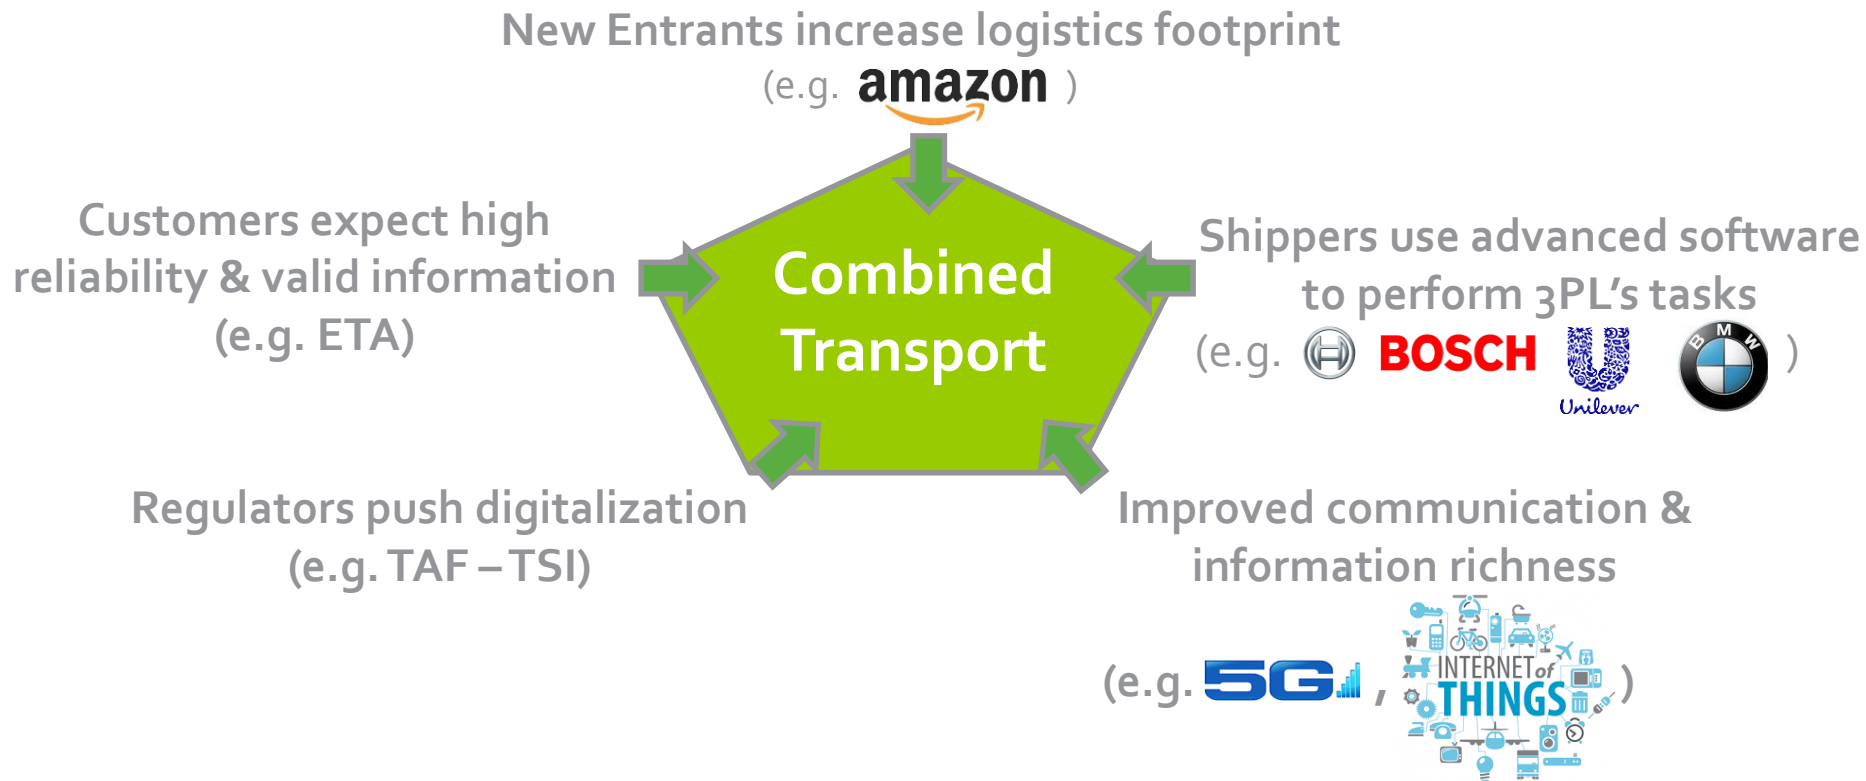 New Entrants increase logistics footprint
(e.g. amazon )
Customers expect high
reliability & valid information
(e.g. ETA)
Combined
Transport
Shippers use advanced software
to perform 3PL’s tasks
(e.g. BOSCH Unilever BMW )
Regulators push digitalization
(e.g. TAF – TSI)
Improved communication &
information richness
(e.g. 5G , INTERNET of THINGS )